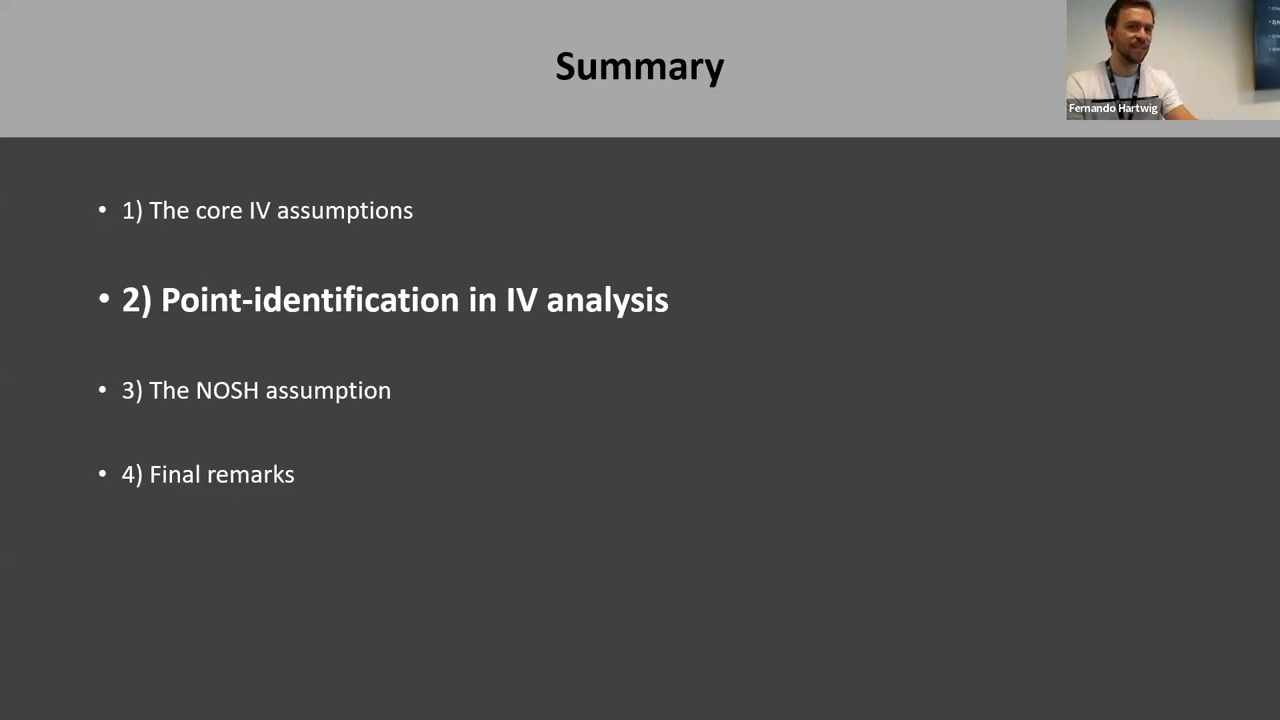 Summary
Fernando Hartwig
• 1) The core IV assumptions
• 2) Point-identification in IV analysis
• 3) The NOSH assumption
• 4) Final remarks